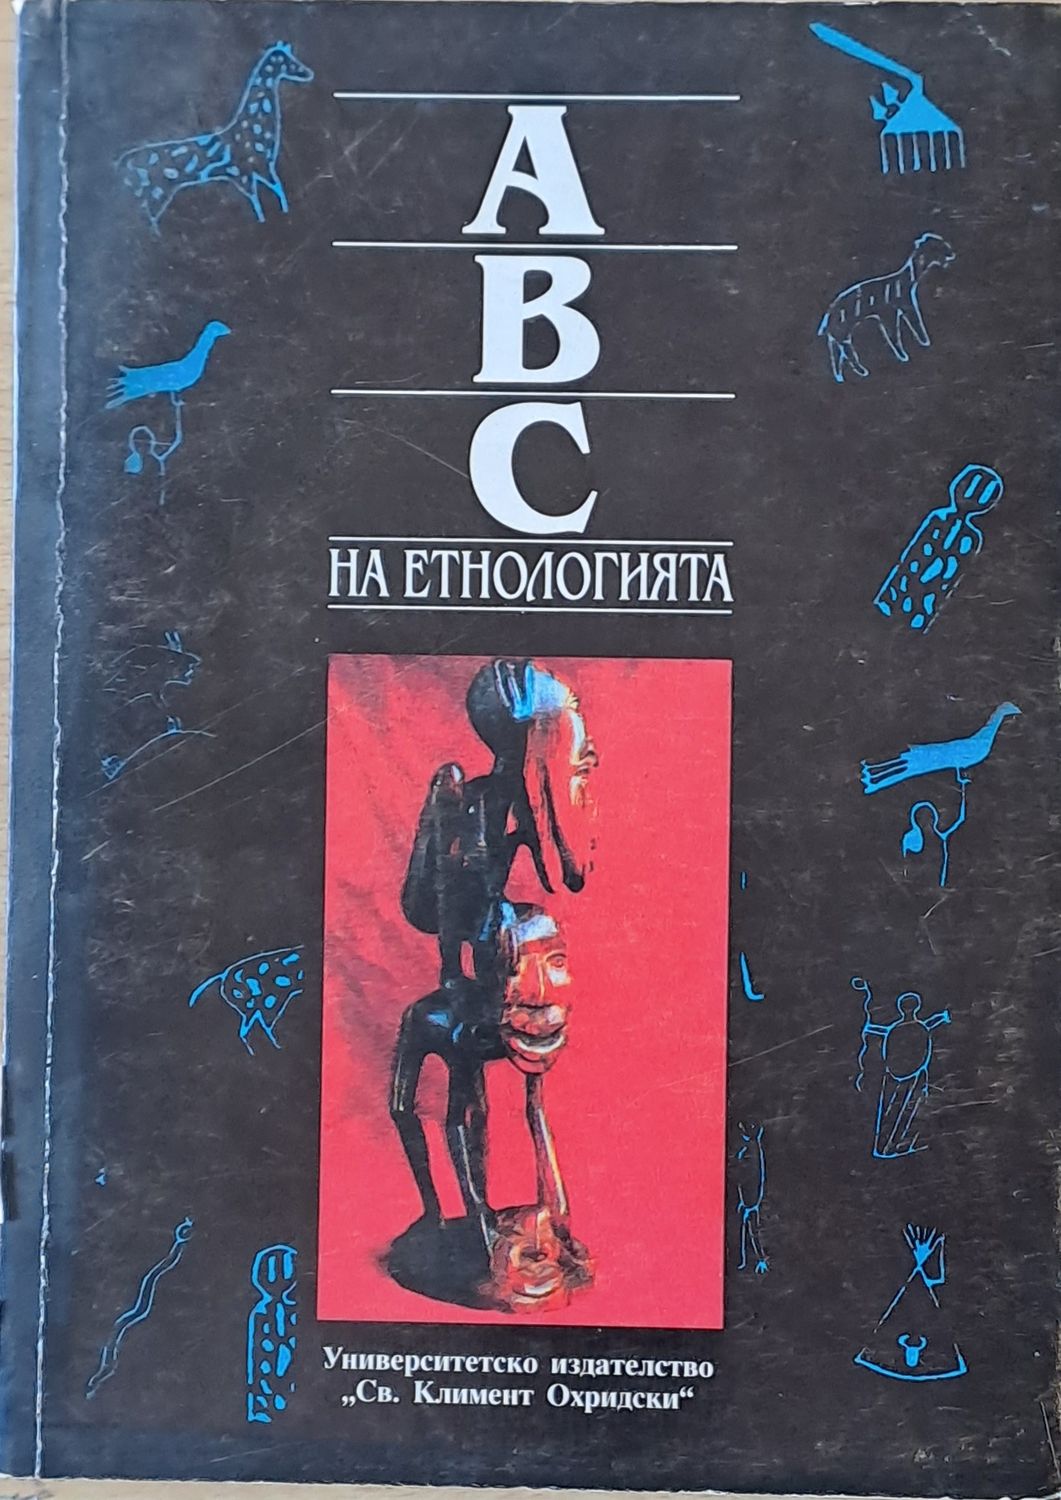 А
В
С
НА ЕТНОЛОГИЯТА
Университетско издателство
„Св. Климент Охридски“